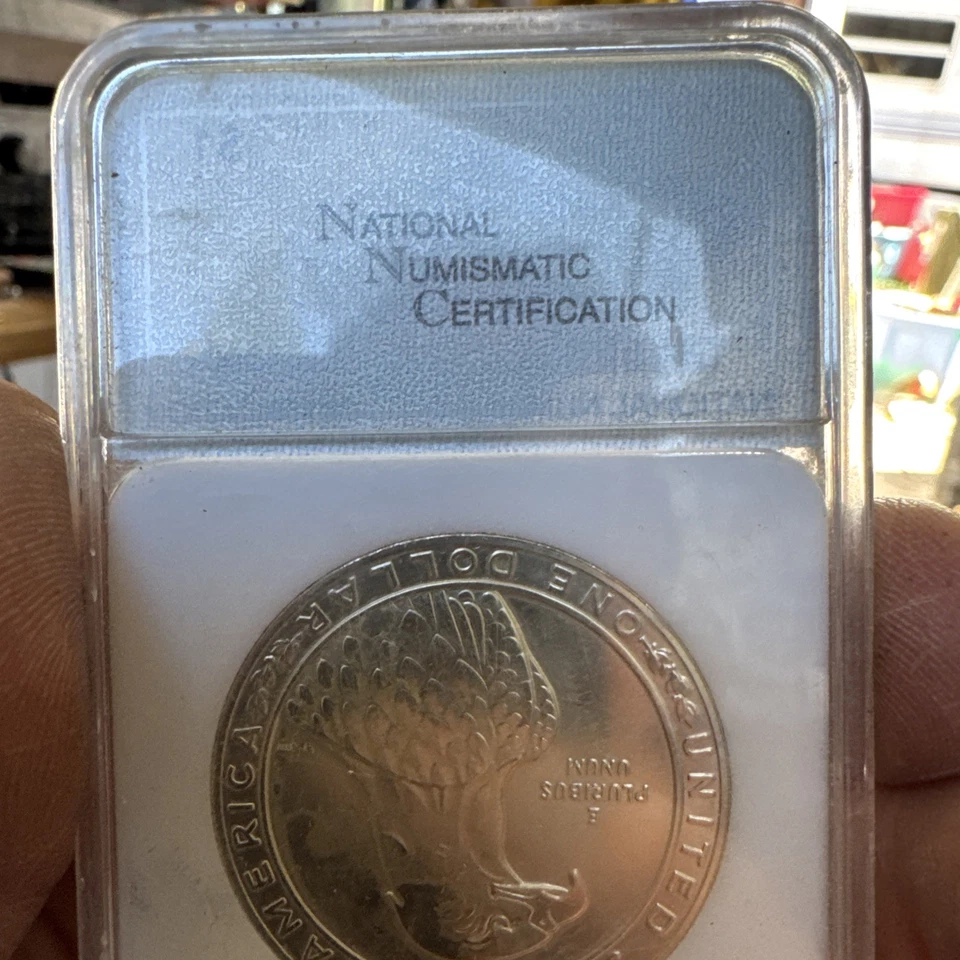 NATIONAL
NUMISMATIC
CERTIFICATION
ONE DOLLAR
UNITED
AMERICA
E
PLURIBUS
UNUM